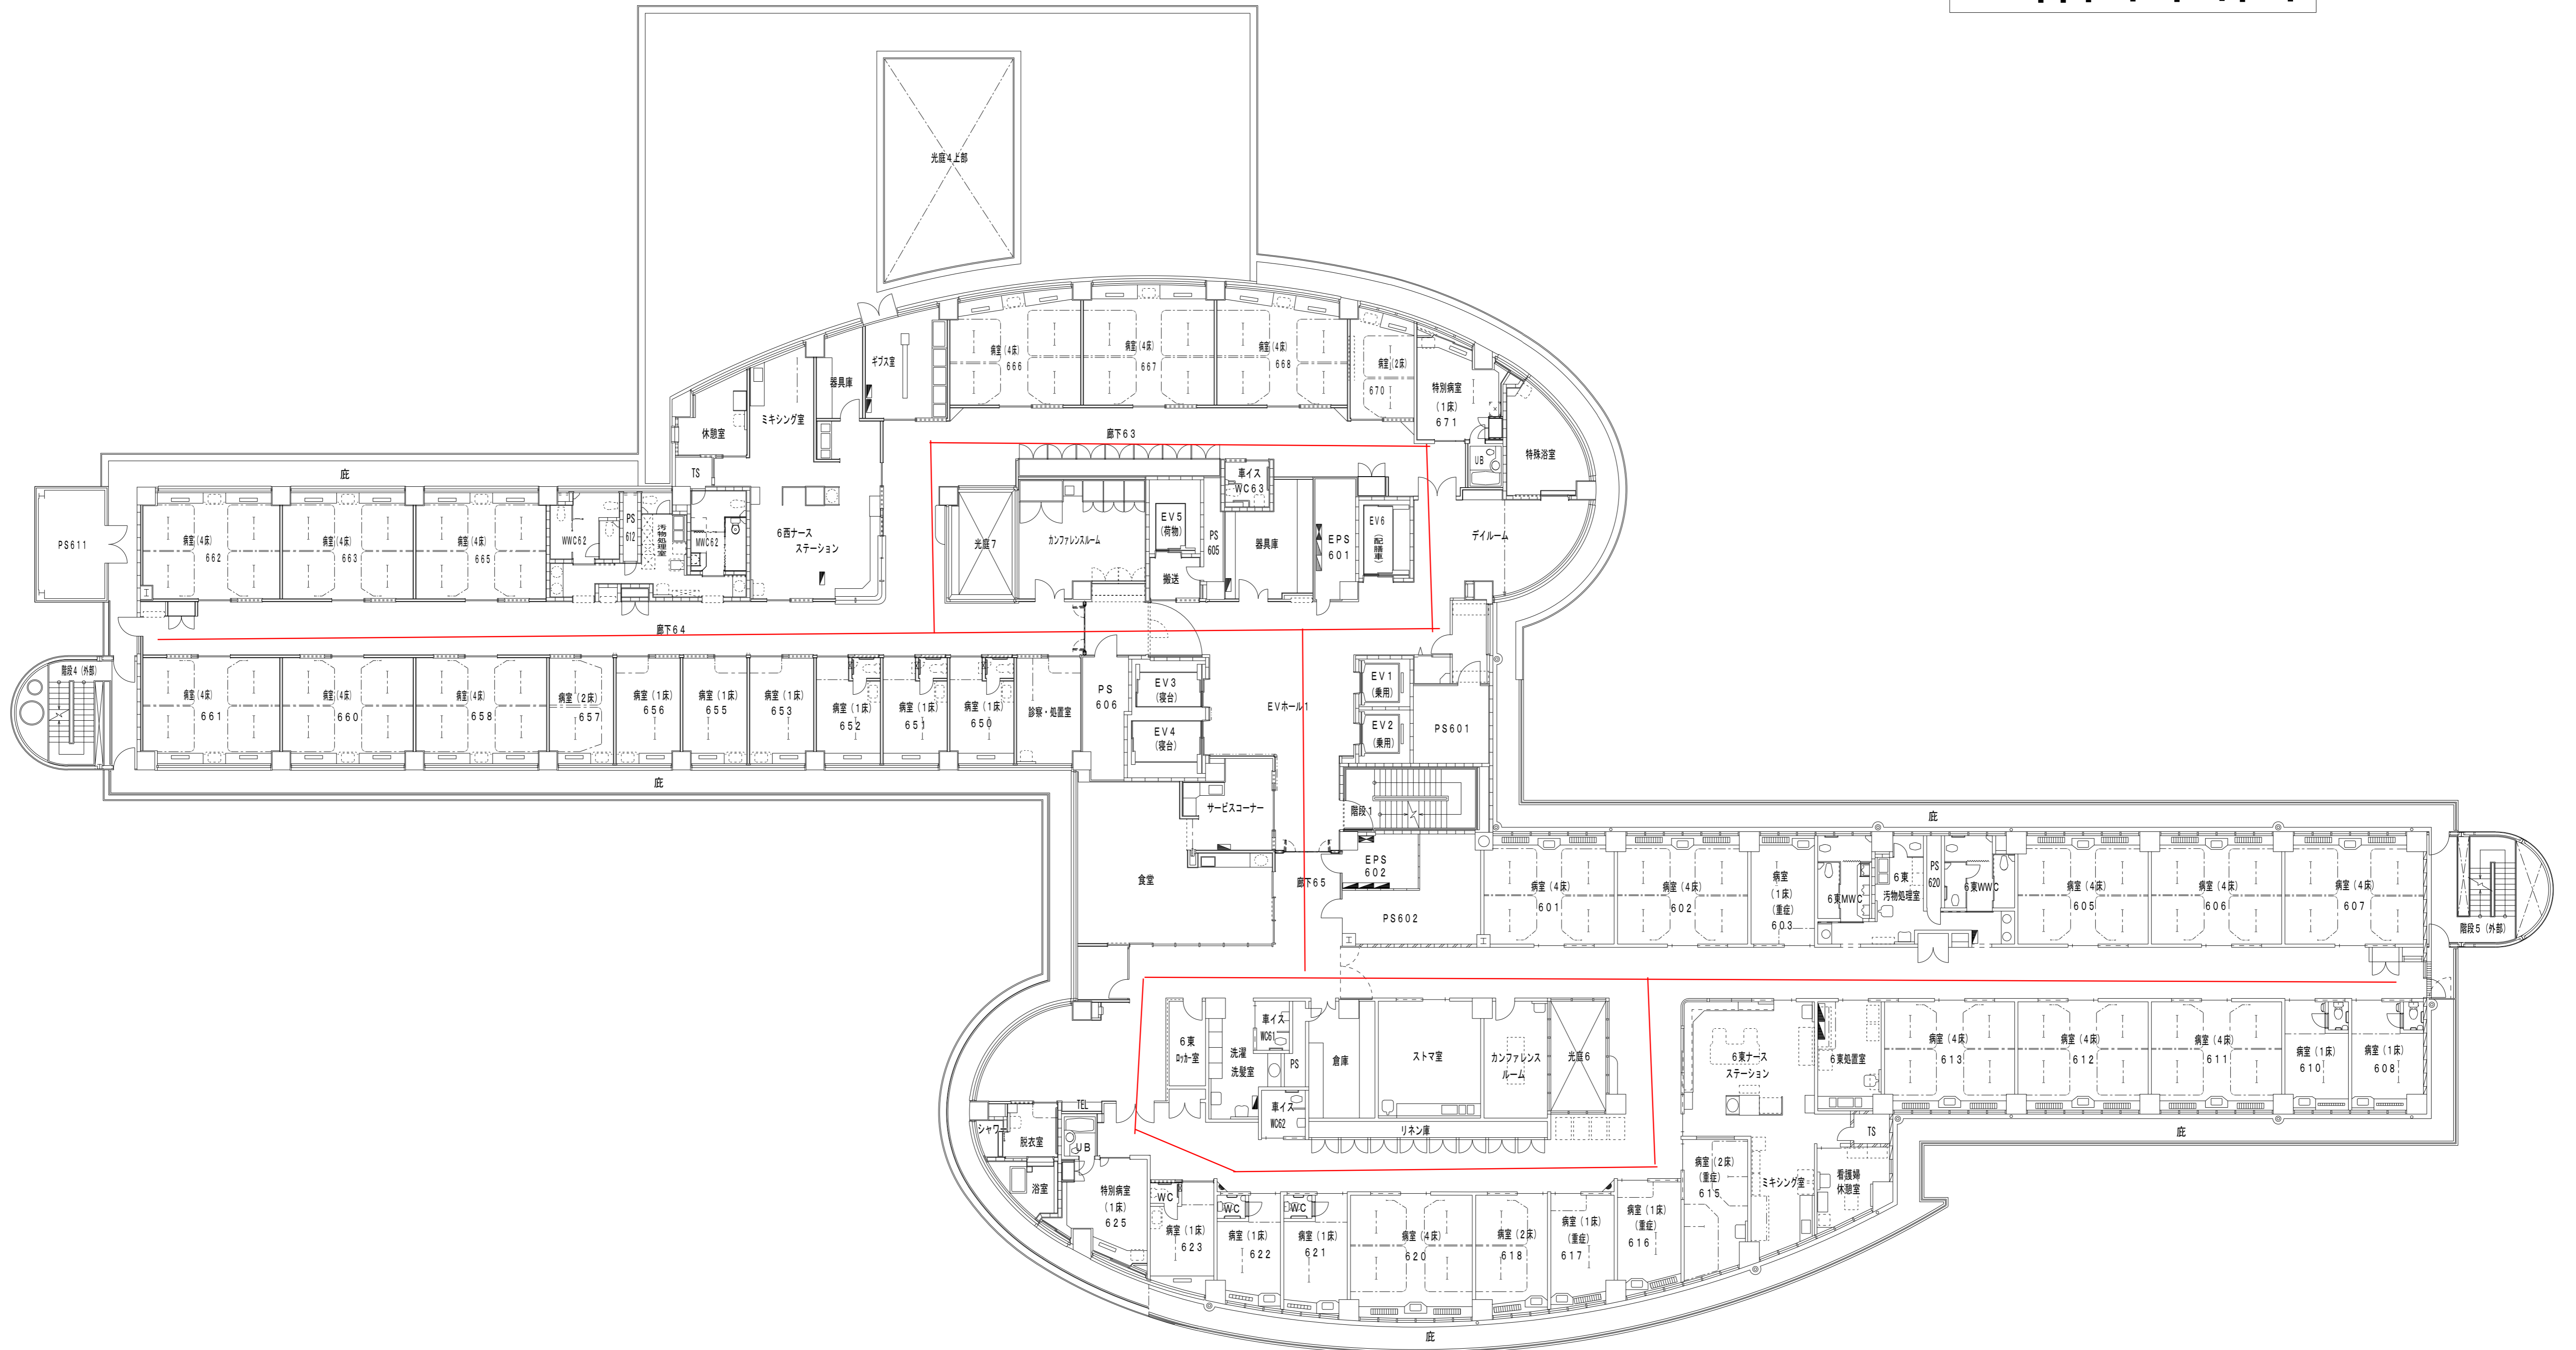 光庭4上部
ギプス室
器具庫
ミキシング室
休憩室
TS
病室(4床)
666
病室(4床)
667
病室(4床)
668
病室(2床)
670
特別病室
(1床)
671
UB
特殊浴室
廊下63
庇
PS611
病室(4床)
662
病室(4床)
663
病室(4床)
665
WWC62
PS
612
汚物処理室
MWC62
6西ナース
ステーション
光庭7
カンファレンスルーム
EV5
(荷物)
搬送
PS
605
車イス
WC63
器具庫
EPS
601
EV6
(配膳車)
デイルーム
廊下64
階段4(外部)
病室(4床)
661
病室(4床)
660
病室(4床)
658
病室(2床)
657
病室(1床)
656
病室(1床)
655
病室(1床)
653
病室(1床)
652
病室(1床)
651
病室(1床)
650
診察・処置室
PS
606
EV3
(寝台)
EV4
(寝台)
EVホール1
EV1
(乗用)
EV2
(乗用)
PS601
庇
サービスコーナー
階段1
食堂
廊下65
EPS
602
PS602
庇
病室(4床)
601
病室(4床)
602
病室
(1床)
(重症)
603
6東MWC
6東
汚物処理室
PS
620
6東WWC
病室(4床)
605
病室(4床)
606
病室(4床)
607
階段5(外部)
6東
ロッカー室
洗濯
洗髪室
車イス
WC61
PS
車イス
WC62
倉庫
ストマ室
カンファレンス
ルーム
光庭6
リネン庫
6東ナース
ステーション
6東処置室
病室(4床)
613
病室(4床)
612
病室(4床)
611
病室(1床)
610
病室(1床)
608
TEL
シャワー
脱衣室
UB
浴室
特別病室
(1床)
625
WC
病室(1床)
623
WC
病室(1床)
622
WC
病室(1床)
621
病室(4床)
620
病室(2床)
618
病室(1床)
(重症)
617
病室(1床)
(重症)
616
病室(2床)
(重症)
615
ミキシング室
TS
看護婦
休憩室
庇
庇